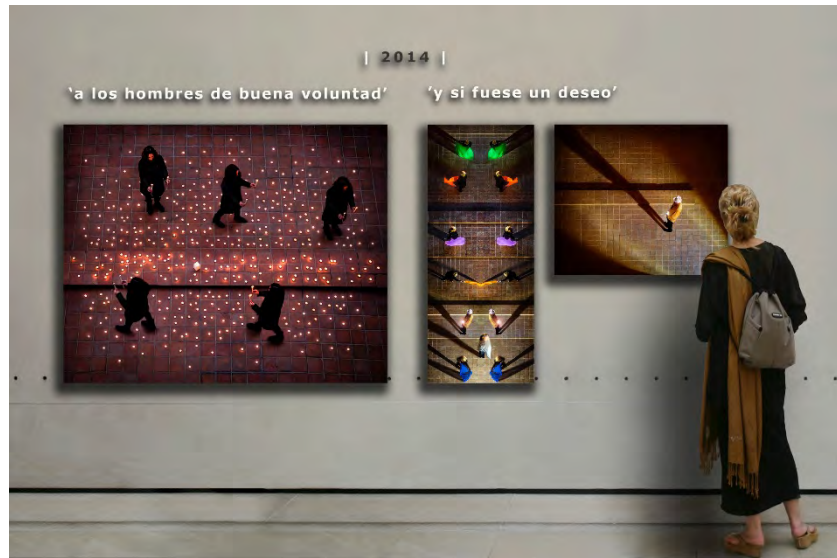 | 2014 |
‘a los hombres de buena voluntad’
‘y si fuese un deseo’